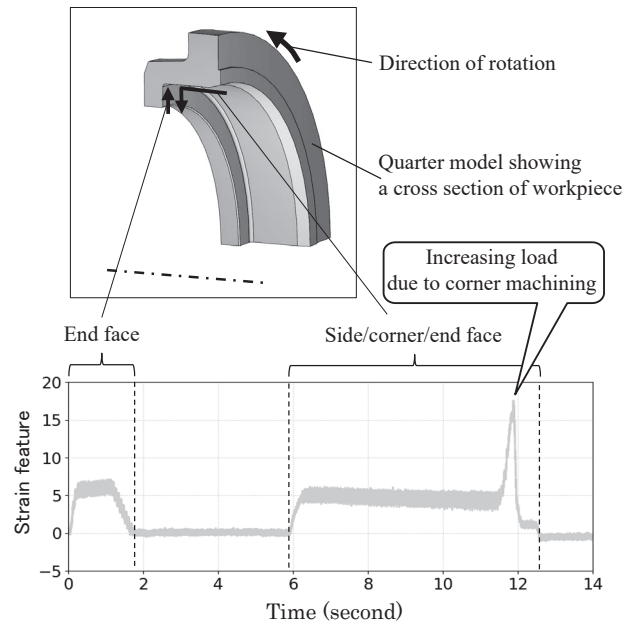 Direction of rotation
Quarter model showing
a cross section of workpiece
Increasing load
due to corner machining
End face
Side/corner/end face
20
15
10
5
0
−5
Strain feature
0 2 4 6 8 10 12 14
Time (second)